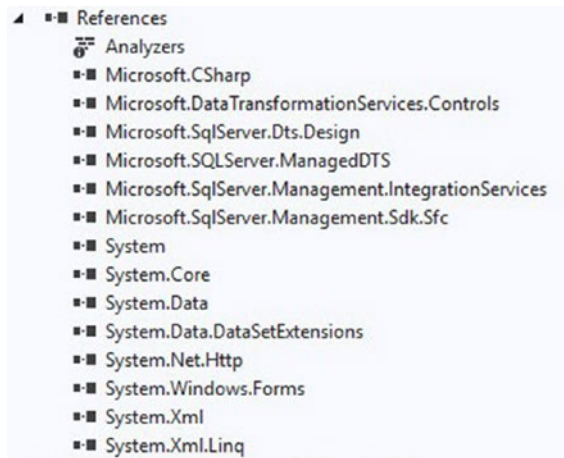 References
Analyzers
Microsoft.CSharp
Microsoft.DataTransformationServices.Controls
Microsoft.SqlServer.Dts.Design
Microsoft.SQLServer.ManagedDTS
Microsoft.SqlServer.Management.IntegrationServices
Microsoft.SqlServer.Management.Sdk.Sfc
System
System.Core
System.Data
System.Data.DataSetExtensions
System.Net.Http
System.Windows.Forms
System.Xml
System.Xml.Linq